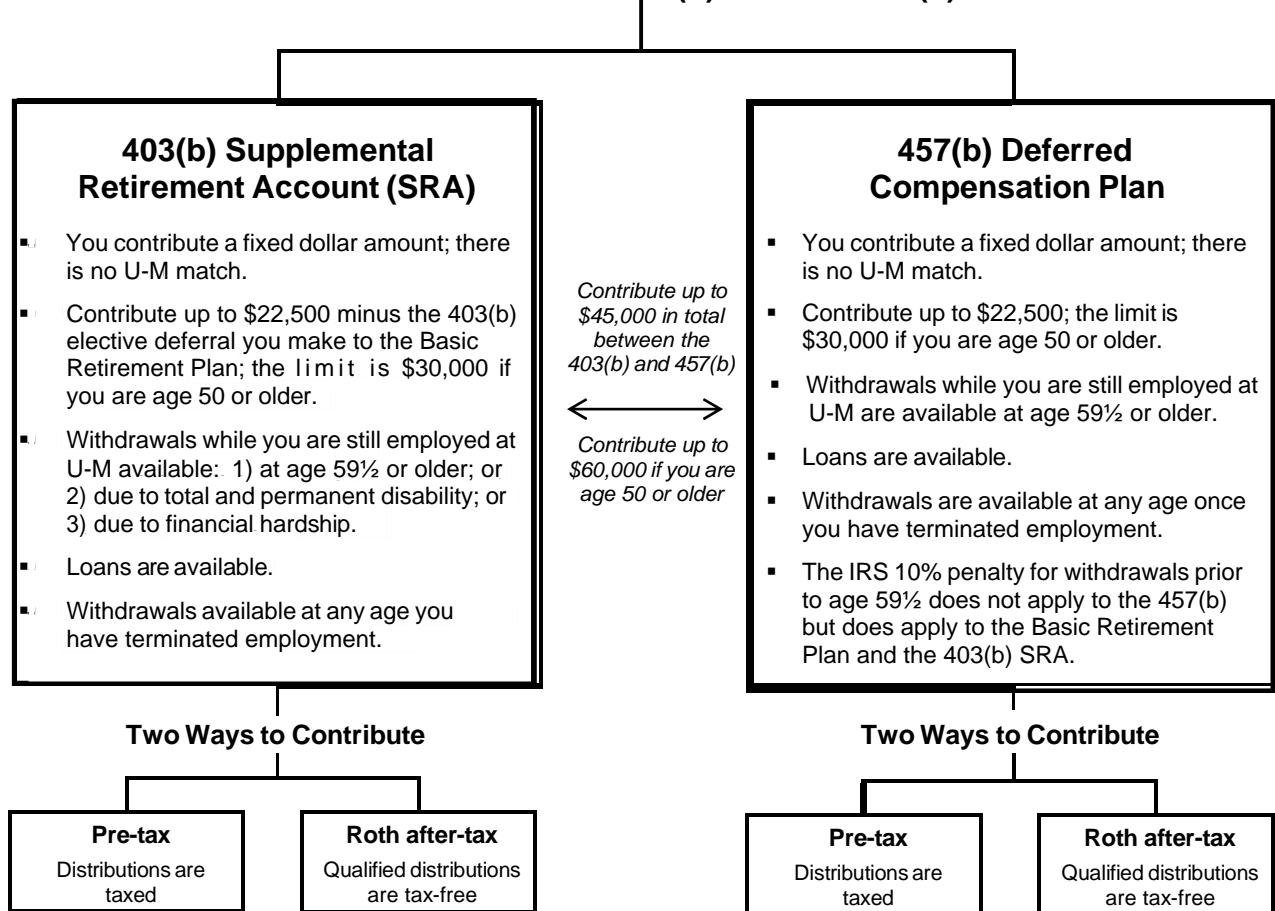 403(b) Supplemental
Retirement Account (SRA)
▪ You contribute a fixed dollar amount; there
is no U-M match.
▪ Contribute up to $22,500 minus the 403(b)
elective deferral you make to the Basic
Retirement Plan; the limit is $30,000 if
you are age 50 or older.
▪ Withdrawals while you are still employed at
U-M available: 1) at age 59½ or older; or
2) due to total and permanent disability; or
3) due to financial hardship.
▪ Loans are available.
▪ Withdrawals available at any age you
have terminated employment.
Contribute up to
$45,000 in total
between the
403(b) and 457(b)
Contribute up to
$60,000 if you are
age 50 or older
457(b) Deferred
Compensation Plan
▪ You contribute a fixed dollar amount; there
is no U-M match.
▪ Contribute up to $22,500; the limit is
$30,000 if you are age 50 or older.
▪ Withdrawals while you are still employed at
U-M are available at age 59½ or older.
▪ Loans are available.
▪ Withdrawals are available at any age once
you have terminated employment.
▪ The IRS 10% penalty for withdrawals prior
to age 59½ does not apply to the 457(b)
but does apply to the Basic Retirement
Plan and the 403(b) SRA.
Two Ways to Contribute
Pre-tax
Distributions are
taxed
Roth after-tax
Qualified distributions
are tax-free
Two Ways to Contribute
Pre-tax
Distributions are
taxed
Roth after-tax
Qualified distributions
are tax-free